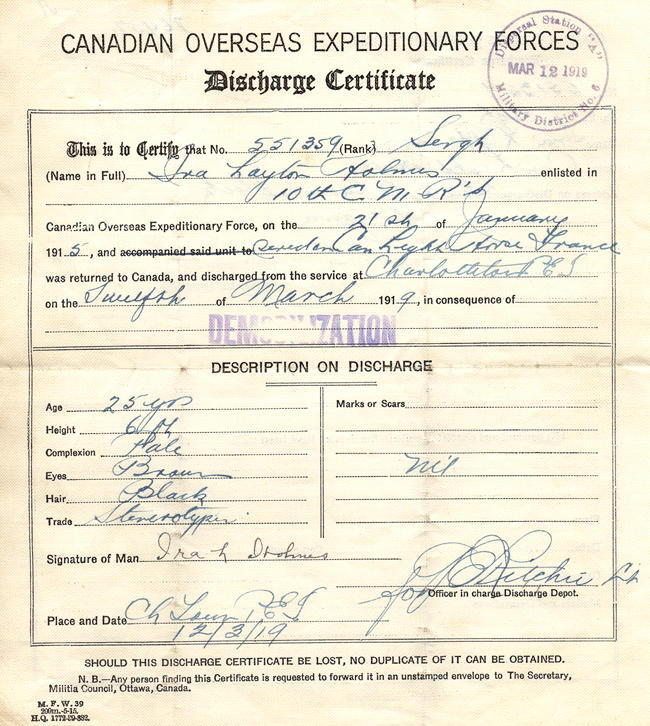 CANADIAN OVERSEAS EXPEDITIONARY FORCES
Discharge Certificate
Dispersal Station "A"
MAR 12 1919
Military District No. 6
This is to Certify that No. 551359 (Rank) Sergt
(Name in Full) Ira Layton Holmes enlisted in
10th C M R's
Canadian Overseas Expeditionary Force, on the 21st of January
1915, and accompanied said unit to Can Light Horse France
was returned to Canada, and discharged from the service at Charlottetown P E I
on the Twelfth of March 1919, in consequence of
DEMOBILIZATION
DESCRIPTION ON DISCHARGE
Age 25 yrs
Height 6 ft
Complexion Pale
Eyes Brown
Hair Black
Trade Stereotyper
Marks or Scars
Nil
Signature of Man Ira L Holmes
Ritchie Lt
Officer in charge Discharge Depot.
Place and Date Ch Town P.E.I
12/3/19
SHOULD THIS DISCHARGE CERTIFICATE BE LOST, NO DUPLICATE OF IT CAN BE OBTAINED.
N. B.—Any person finding this Certificate is requested to forward it in an unstamped envelope to The Secretary,
Militia Council, Ottawa, Canada.
M. F. W. 39
200m.-5-15.
H.Q. 1772-39-882.